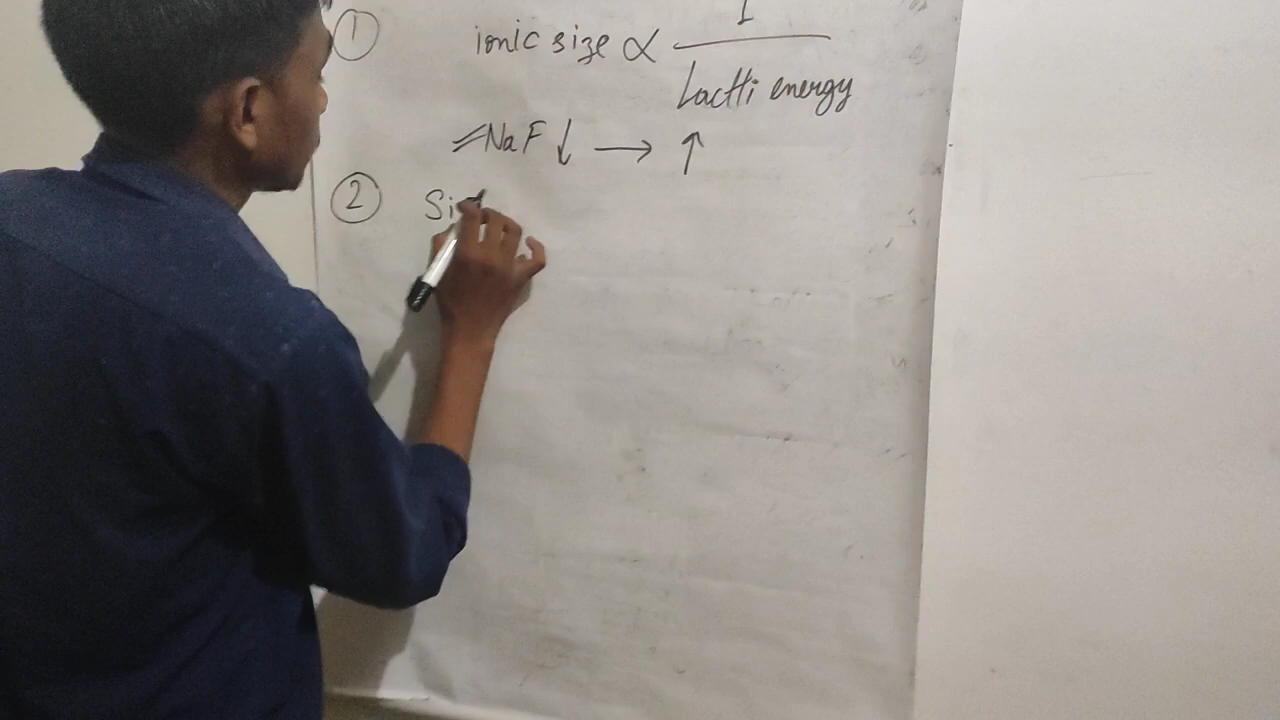 ① ionic size ∝ 1
Lactti energy
=NaF ↓ → ↑
② Si